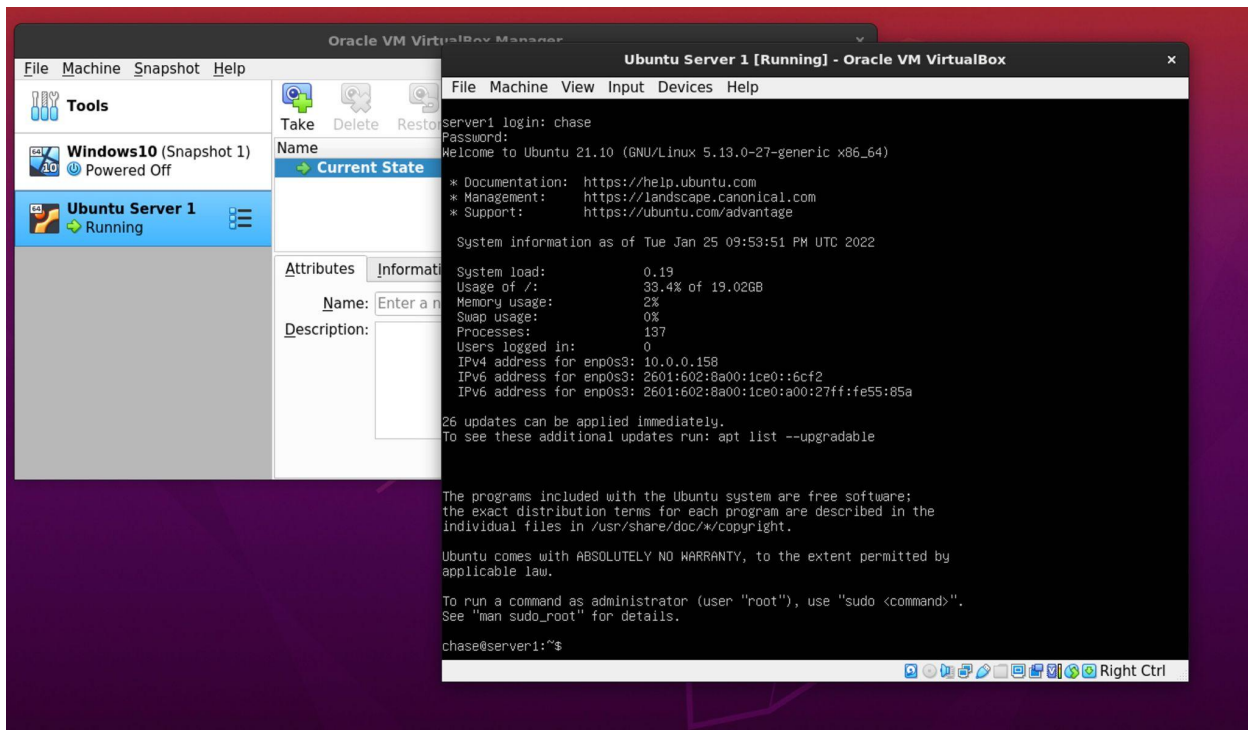 Oracle VM VirtualBox Manager
File Machine Snapshot Help
Tools
Windows10 (Snapshot 1)
Powered Off
Ubuntu Server 1
Running
Take Delete
Name
Current State
Attributes
Name:
Description:
Ubuntu Server 1 [Running] - Oracle VM VirtualBox
File Machine View Input Devices Help
server1 login: chase
Password:
Welcome to Ubuntu 21.10 (GNU/Linux 5.13.0-27-generic x86_64)
* Documentation: https://help.ubuntu.com
* Management: https://landscape.canonical.com
* Support: https://ubuntu.com/advantage
System information as of Tue Jan 25 09:53:51 PM UTC 2022
System load: 0.19
Usage of /: 33.4% of 19.02GB
Memory usage: 2%
Swap usage: 0%
Processes: 137
Users logged in: 0
IPv4 address for enp0s3: 10.0.0.158
IPv6 address for enp0s3: 2601:602:8a00:1ce0::6cf2
IPv6 address for enp0s3: 2601:602:8a00:1ce0:a00:27ff:fe55:85a
26 updates can be applied immediately.
To see these additional updates run: apt list --upgradable
The programs included with the Ubuntu system are free software;
the exact distribution terms for each program are described in the
individual files in /usr/share/doc/*/copyright.
Ubuntu comes with ABSOLUTELY NO WARRANTY, to the extent permitted by
applicable law.
To run a command as administrator (user "root"), use "sudo <command>".
See "man sudo_root" for details.
chase@server1:~$
Right Ctrl